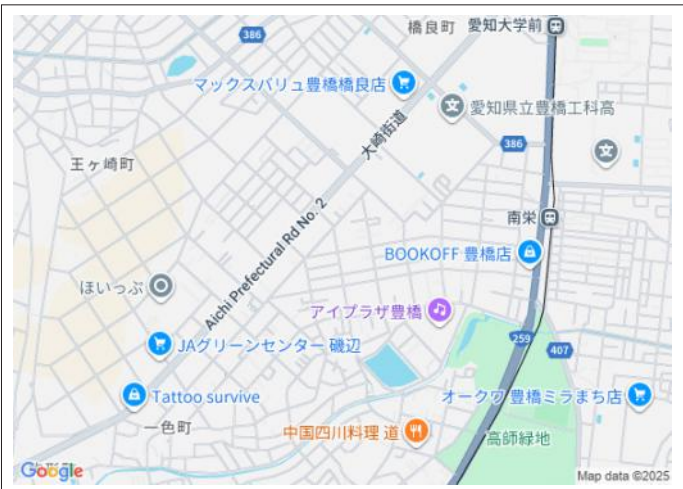 386
橋良町
愛知大学前
マックスバリュ豊橋橋良店
愛知県立豊橋工科高
大崎街道
386
王ヶ崎町
南栄
Aichi Prefectural Rd No. 2
BOOKOFF 豊橋店
ほいっぷ
アイプラザ豊橋
JAグリーンセンター 磯辺
259
407
Tattoo survive
オークワ 豊橋ミラまち店
一色町
中国四川料理 道
高師緑地
Google
Map data ©2025